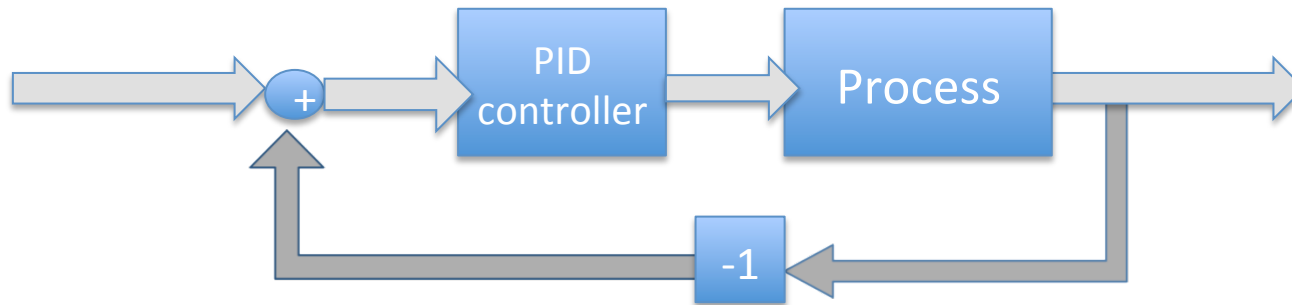 +
PID
controller
Process
-1